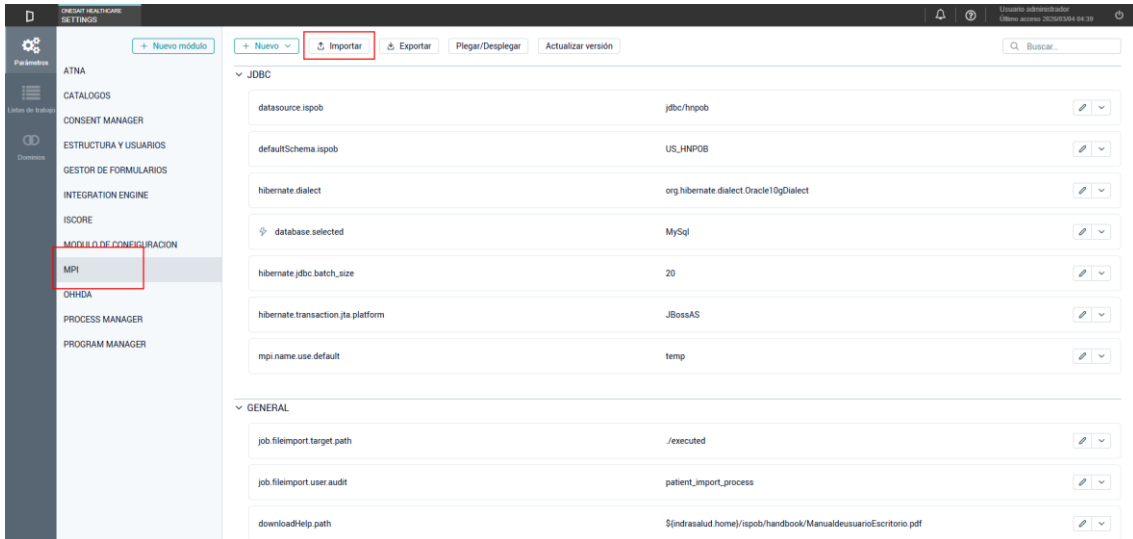 ONESAIT HEALTHCARE
SETTINGS
Usuario administrador
Último acceso 2026/03/04 04:39
Parámetros
Listas de trabajo
Dominios
+ Nuevo módulo
ATNA
CATALOGOS
CONSENT MANAGER
ESTRUCTURA Y USUARIOS
GESTOR DE FORMULARIOS
INTEGRATION ENGINE
ISCORE
MODULO DE CONFIGURACION
MPI
OHHDA
PROCESS MANAGER
PROGRAM MANAGER
+ Nuevo Importar Exportar Plegar/Desplegar Actualizar versión Buscar...
JDBC
datasource.ispob jdbc/hnpob
defaultSchema.ispob US_HNPOB
hibernate.dialect org.hibernate.dialect.Oracle10gDialect
database.selected MySql
hibernate.jdbc.batch_size 20
hibernate.transaction.jta.platform JBossAS
mpi.name.use.default temp
GENERAL
job.fileimport.target.path ./executed
job.fileimport.user.audit patient_import_process
downloadHelp.path ${indrasalud.home}/ispob/handbook/ManualdeusuarioEscritorio.pdf